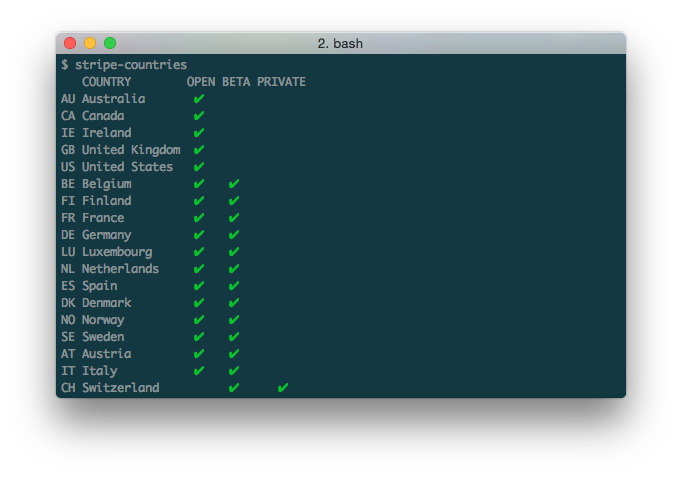 2. bash
$ stripe-countries
COUNTRY OPEN BETA PRIVATE
AU Australia ✔
CA Canada ✔
IE Ireland ✔
GB United Kingdom ✔
US United States ✔
BE Belgium ✔ ✔
FI Finland ✔ ✔
FR France ✔ ✔
DE Germany ✔ ✔
LU Luxembourg ✔ ✔
NL Netherlands ✔ ✔
ES Spain ✔ ✔
DK Denmark ✔ ✔
NO Norway ✔ ✔
SE Sweden ✔ ✔
AT Austria ✔ ✔
IT Italy ✔ ✔
CH Switzerland ✔ ✔